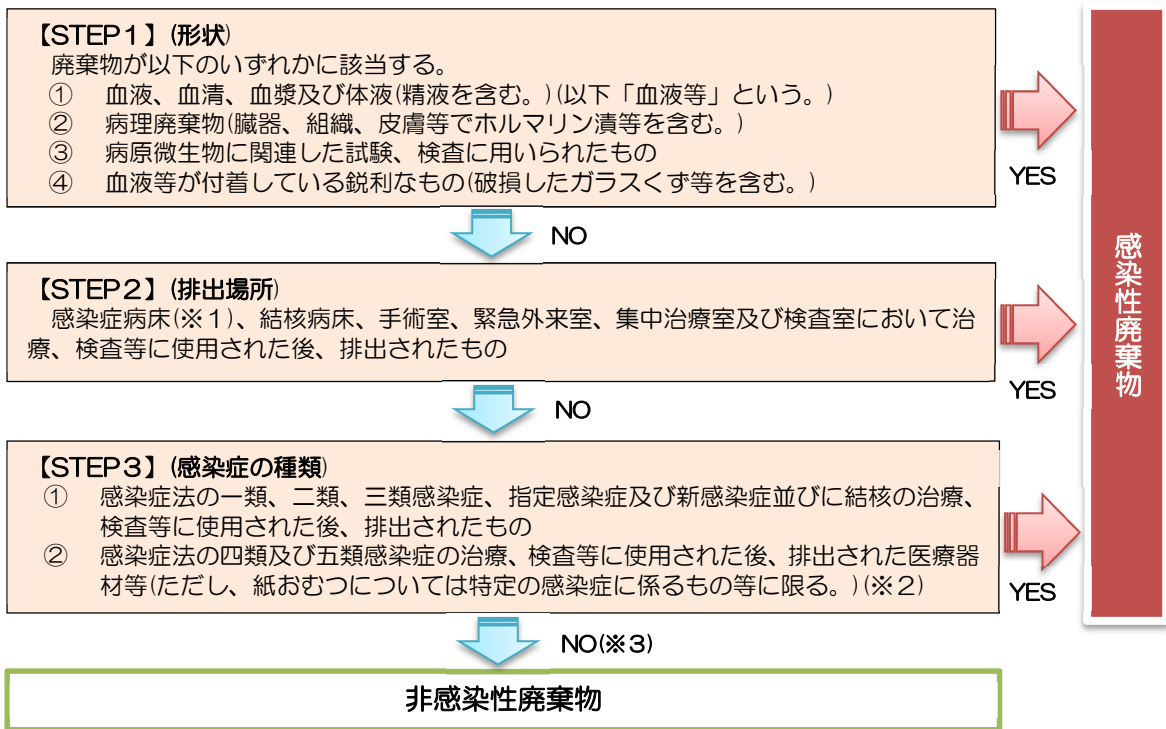 【STEP1】(形状)
廃棄物が以下のいずれかに該当する。
① 血液、血清、血漿及び体液(精液を含む。)(以下「血液等」という。)
② 病理廃棄物(臓器、組織、皮膚等でホルマリン漬等を含む。)
③ 病原微生物に関連した試験、検査に用いられたもの
④ 血液等が付着している鋭利なもの(破損したガラスくず等を含む。)
YES
NO
【STEP2】(排出場所)
感染症病床(※1)、結核病床、手術室、緊急外来室、集中治療室及び検査室において治
療、検査等に使用された後、排出されたもの
YES
NO
【STEP3】(感染症の種類)
① 感染症法の一類、二類、三類感染症、指定感染症及び新感染症並びに結核の治療、
検査等に使用された後、排出されたもの
② 感染症法の四類及び五類感染症の治療、検査等に使用された後、排出された医療器
材等(ただし、紙おむつについては特定の感染症に係るもの等に限る。)(※2)
YES
NO(※3)
感染性廃棄物
非感染性廃棄物